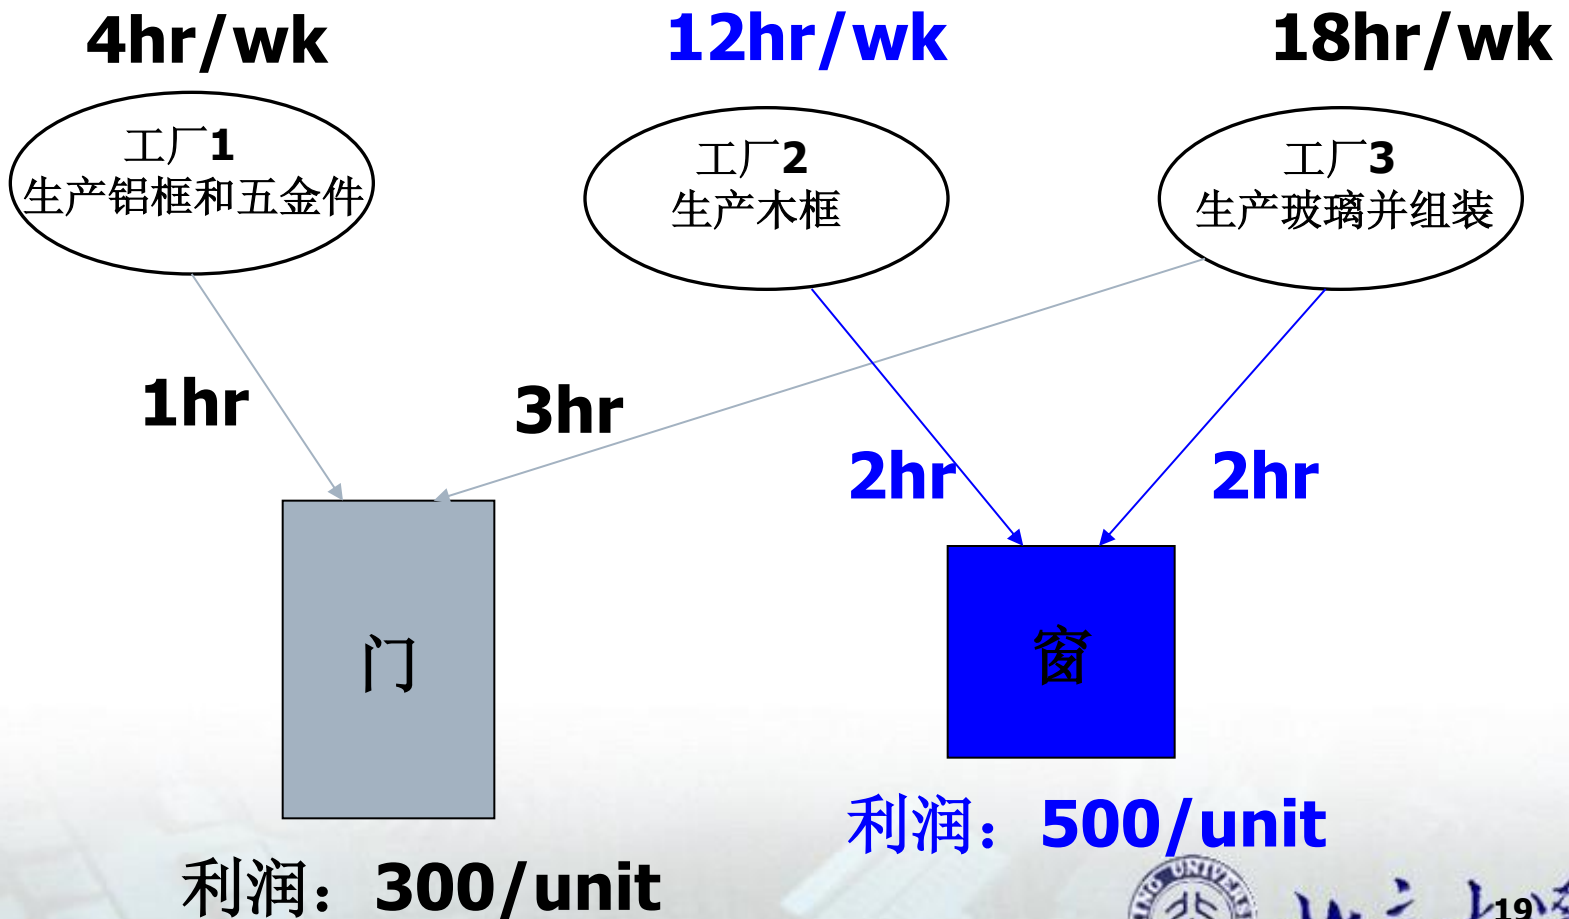 4hr/wk
12hr/wk
18hr/wk
工厂1
生产铝框和五金件
工厂2
生产木框
工厂3
生产玻璃并组装
1hr
3hr
2hr
2hr
门
窗
利润：500/unit
利润：300/unit
19